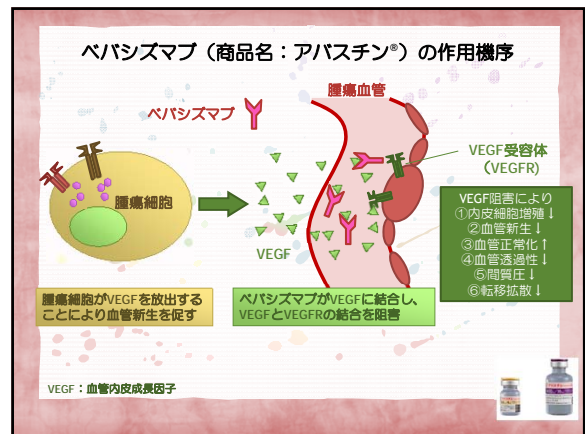 ベバシズマブ（商品名：アバスチン®）の作用機序
腫瘍血管
ベバシズマブ
VEGF受容体
（VEGFR）
腫瘍細胞
VEGF
VEGF阻害により
①内皮細胞増殖↓
②血管新生↓
③血管正常化↑
④血管透過性↓
⑤間質圧↓
⑥転移拡散↓
腫瘍細胞がVEGFを放出する
ことにより血管新生を促す
ベバシズマブがVEGFに結合し、
VEGFとVEGFRの結合を阻害
VEGF：血管内皮成長因子